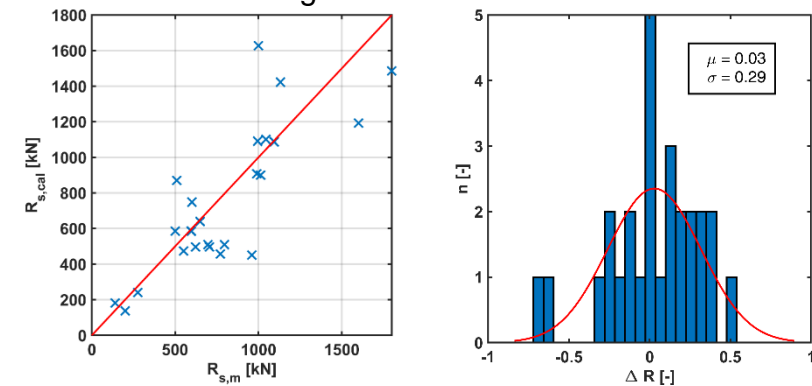 g
1800
1600
1400
1200
1000
800
600
400
200
0
0 500 1000 1500
R_s,cal [kN]
R_s,m [kN]
5
4
3
2
1
0
-1 -0.5 0 0.5 1
n [-]
Δ R [-]
μ = 0.03
σ = 0.29